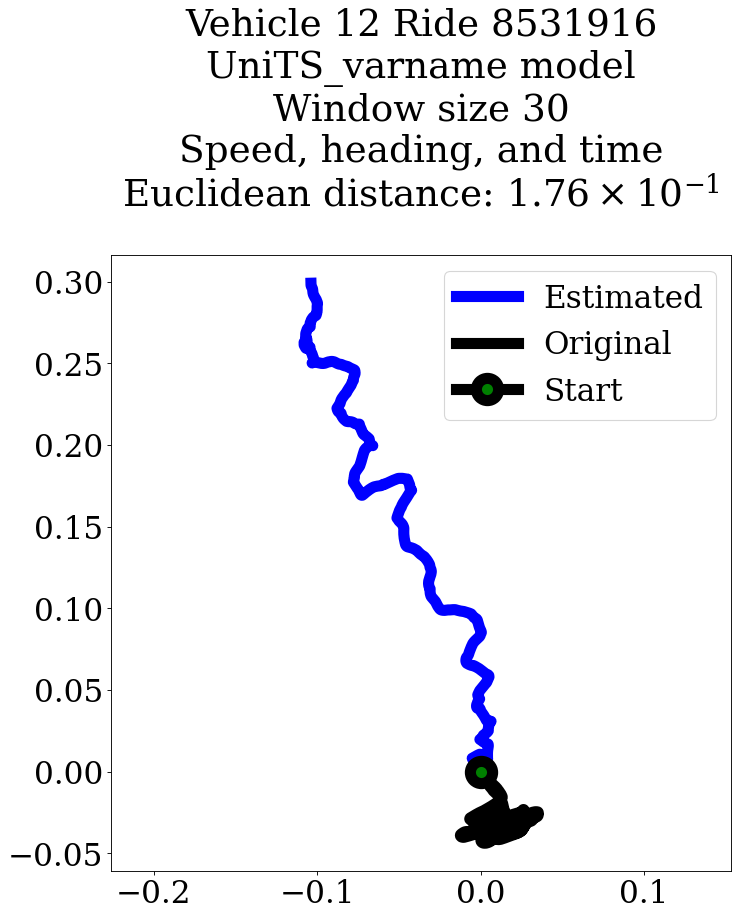 Vehicle 12 Ride 8531916
UniTS_varname model
Window size 30
Speed, heading, and time
Euclidean distance: 1.76 × 10⁻¹
Estimated
Original
Start
0.30
0.25
0.20
0.15
0.10
0.05
0.00
−0.05
−0.2 −0.1 0.0 0.1